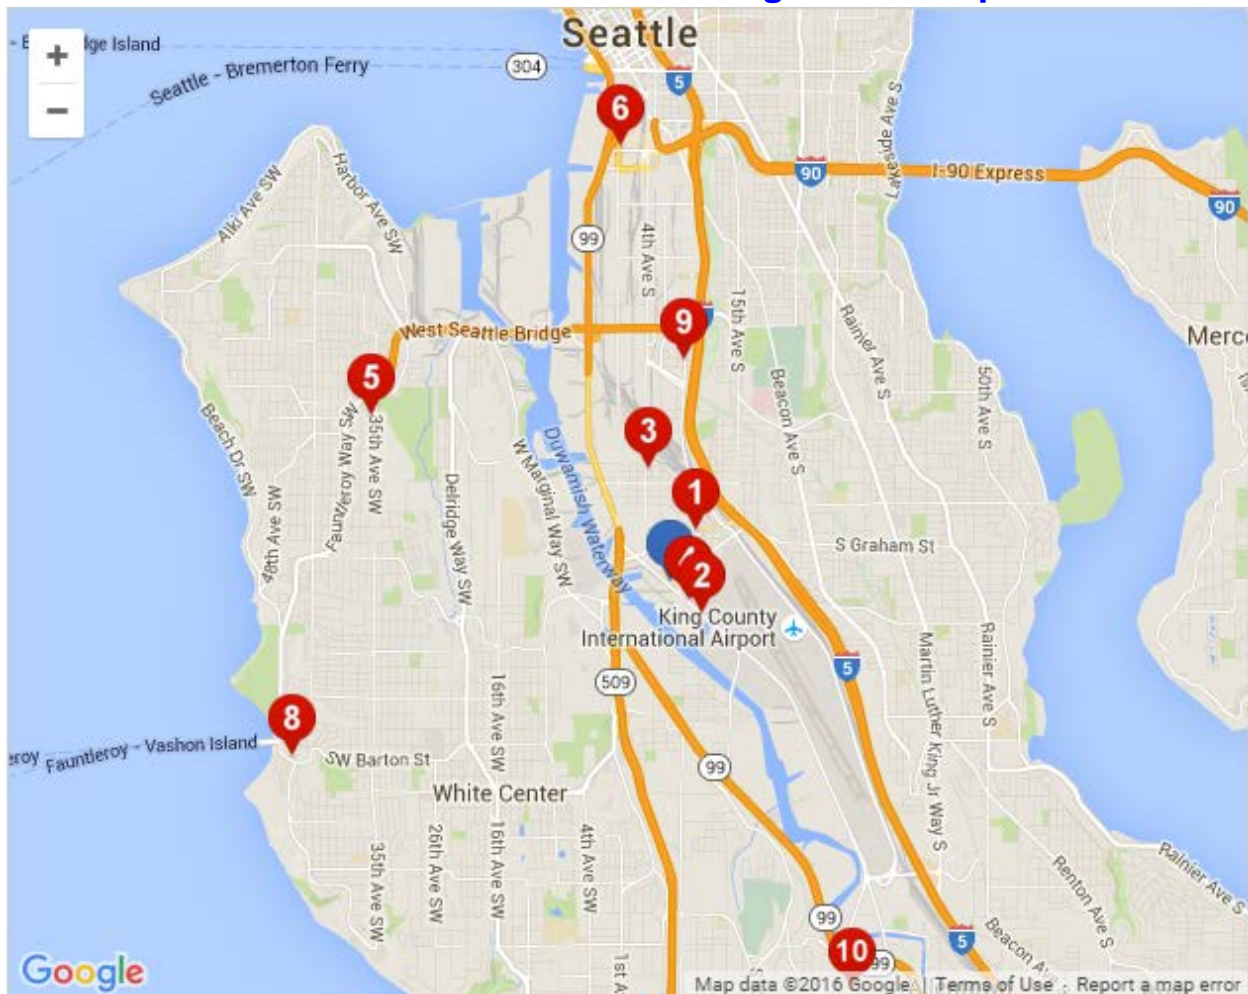 Seattle
dge Island
Seattle - Bremerton Ferry
304
5
6
Harbor Ave SW
Alki Ave SW
Lakeside Ave S
90
I-90 Express
90
99
4th Ave S
15th Ave S
Rainier Ave S
West Seattle Bridge
9
Merc
5
Fauntleroy Way SW
35th Ave SW
Beach Dr SW
48th Ave SW
Delridge Way SW
W Marginal Way SW
Duwamish Waterway
3
Beacon Ave S
50th Ave S
1
S Graham St
2
King County
International Airport
5
509
16th Ave SW
Martin Luther King Jr Way S
Rainier Ave S
8
eroy
Fauntleroy - Vashon Island
SW Barton St
99
White Center
35th Ave SW
26th Ave SW
16th Ave SW
4th Ave SW
1st A
Renton Ave S
Rainier Ave S
99
5
Beacon Av
10
99
Google
Map data ©2016 Google
Terms of Use
Report a map error